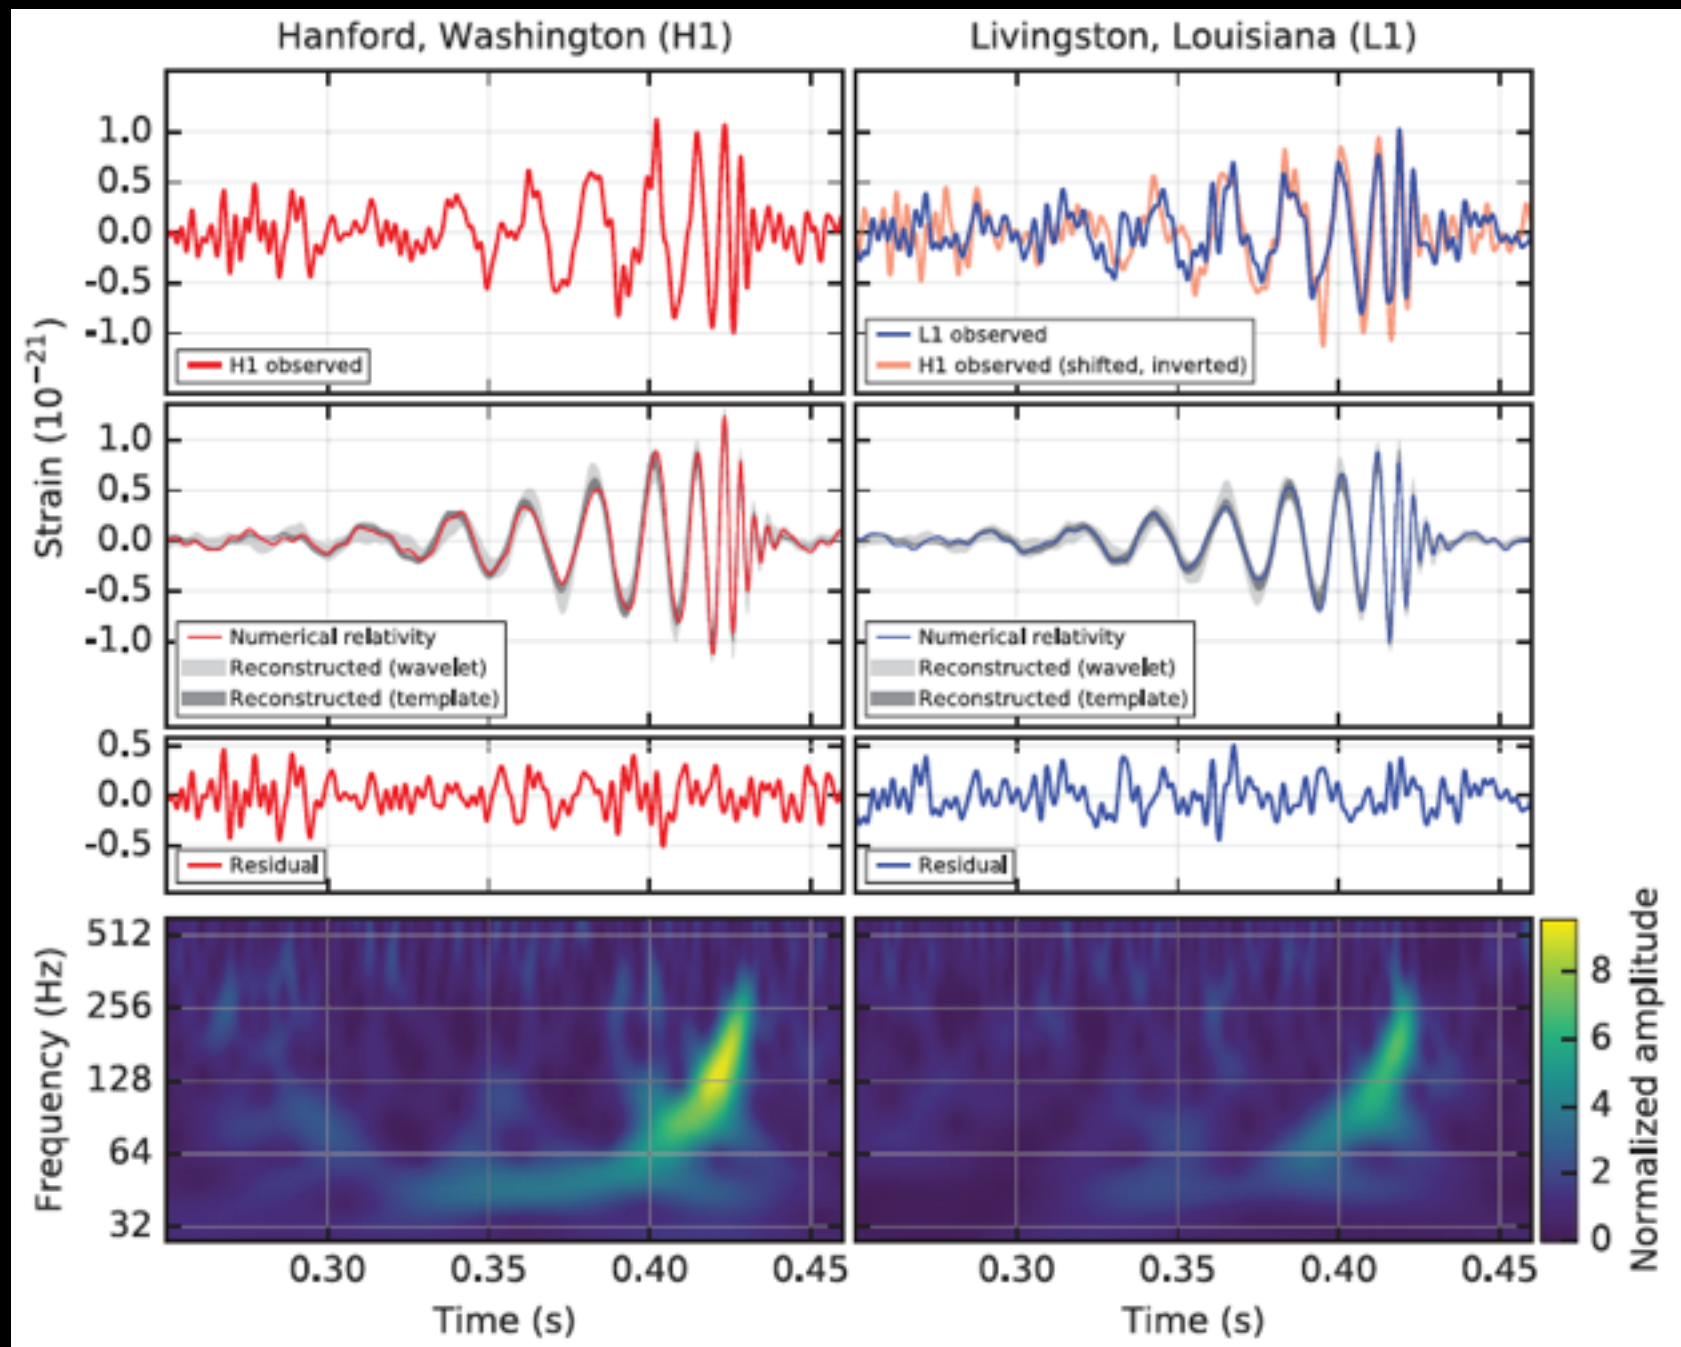 Hanford, Washington (H1)
Livingston, Louisiana (L1)
Strain (10⁻²¹)
1.0
0.5
0.0
-0.5
-1.0
H1 observed
L1 observed
H1 observed (shifted, inverted)
1.0
0.5
0.0
-0.5
-1.0
Numerical relativity
Reconstructed (wavelet)
Reconstructed (template)
Numerical relativity
Reconstructed (wavelet)
Reconstructed (template)
0.5
0.0
-0.5
Residual
Residual
Frequency (Hz)
512
256
128
64
32
Normalized amplitude
8
6
4
2
0
0.30 0.35 0.40 0.45
0.30 0.35 0.40 0.45
Time (s)
Time (s)